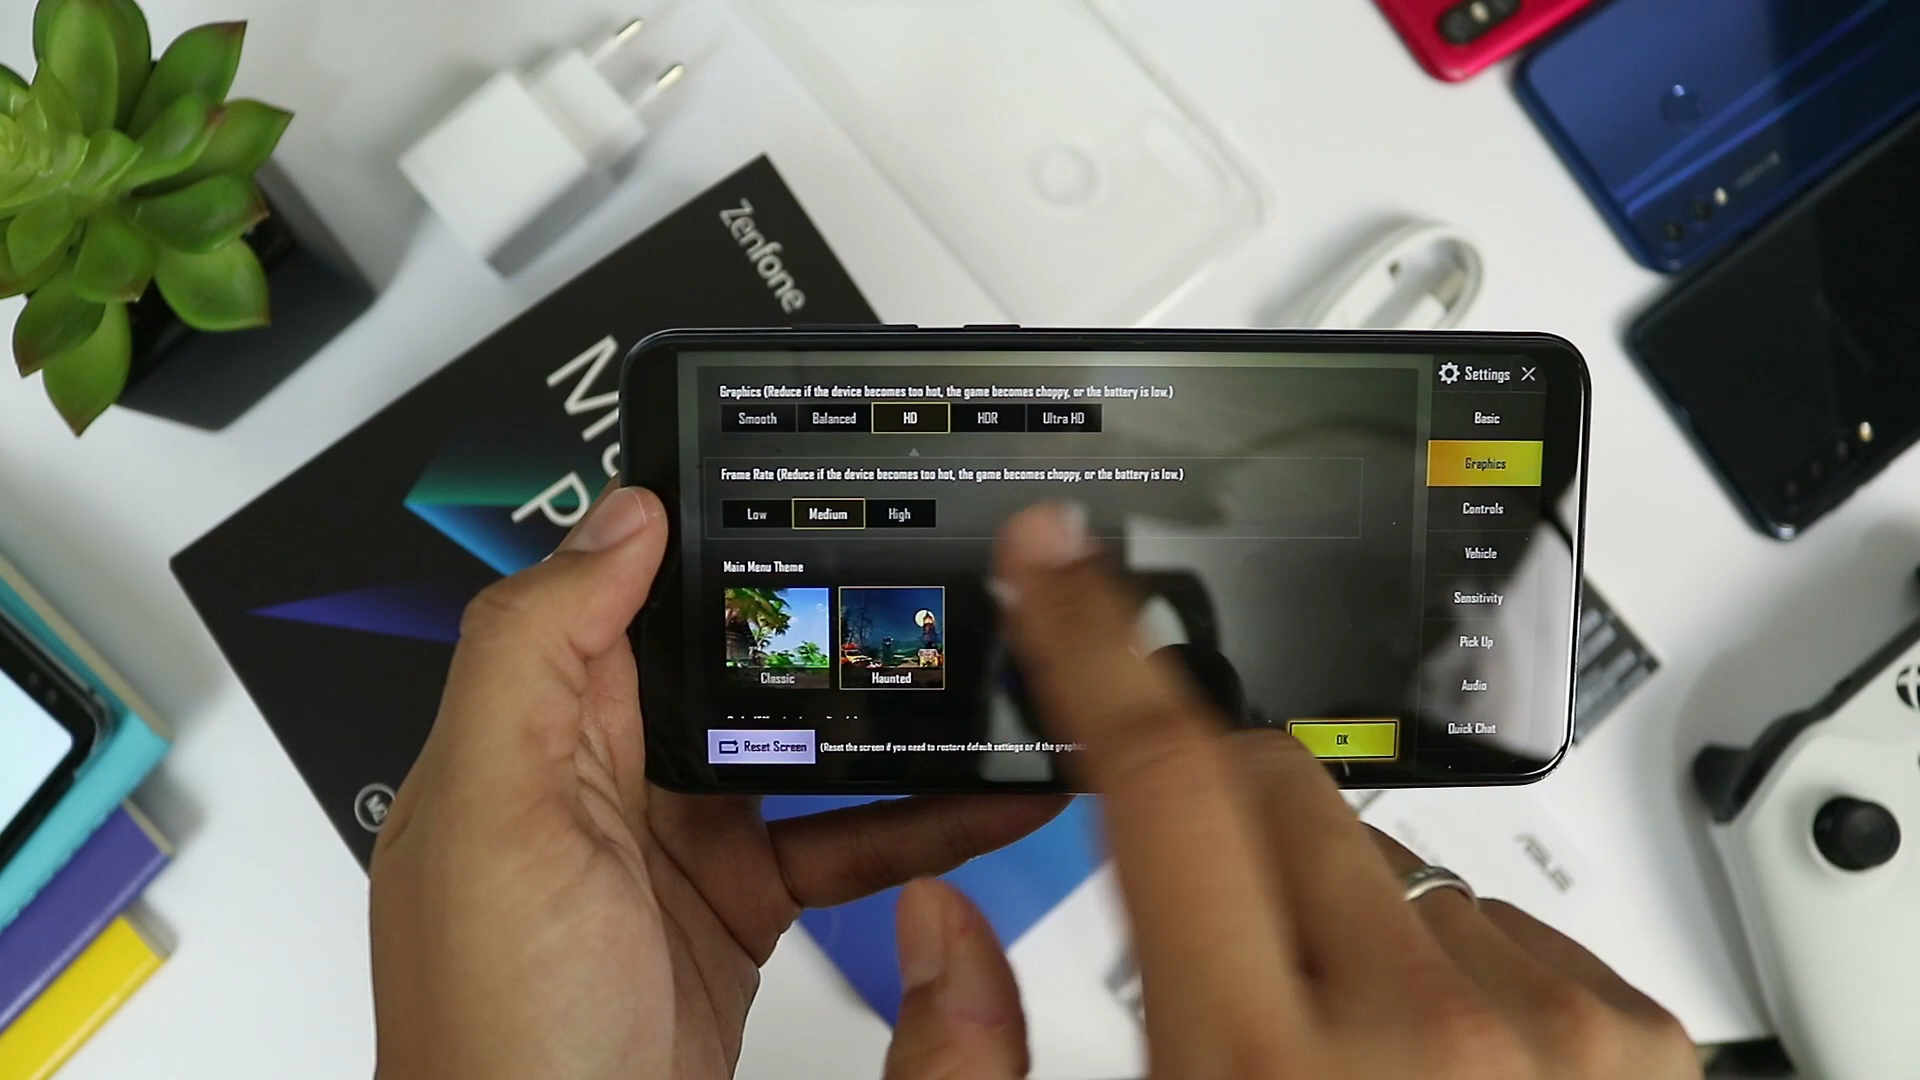 Zenfone
Settings
Graphics (Reduce if the device becomes too hot, the game becomes choppy, or the battery is low.)
Smooth
Balanced
HD
HDR
Ultra HD
Basic
Graphics
Frame Rate (Reduce if the device becomes too hot, the game becomes choppy, or the battery is low.)
Low
Medium
High
Controls
Vehicle
Main Menu Theme
Classic
Haunted
Sensitivity
Pick Up
Audio
Quick Chat
Reset Screen
(Reset the screen if you need to restore default settings or if the
OK
ASUS